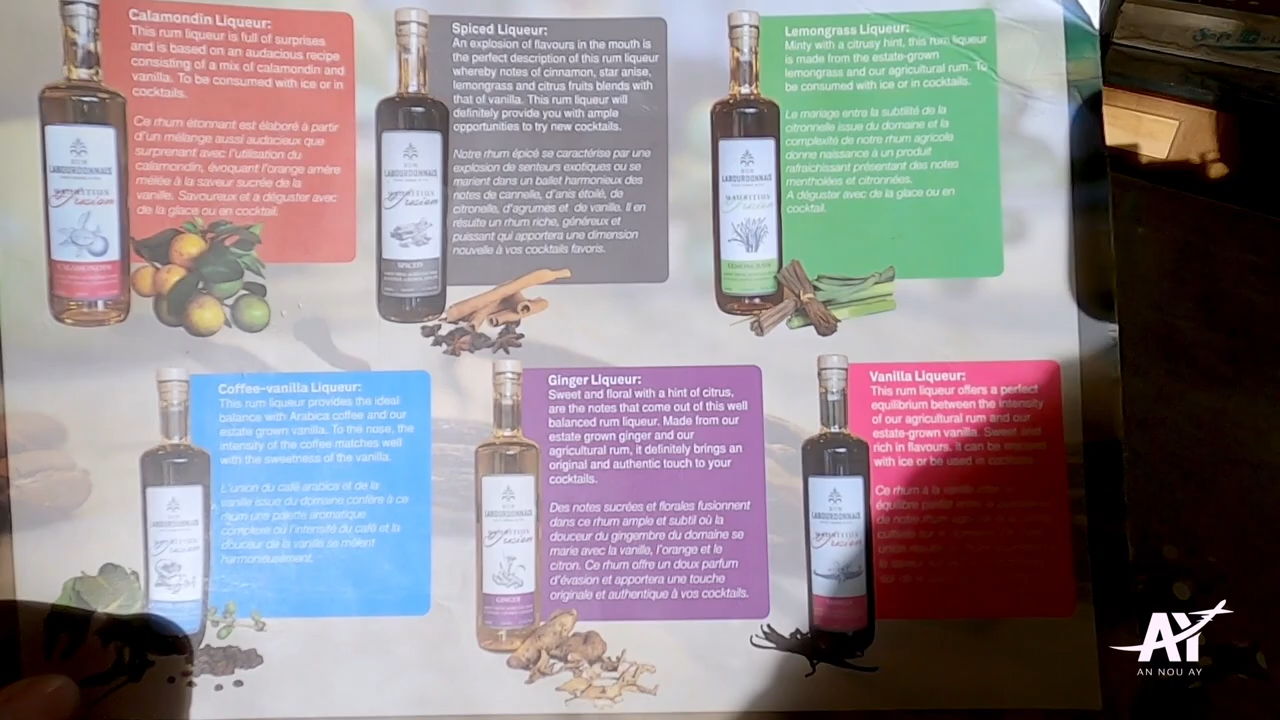 Calamondin Liqueur:
This rum liqueur is full of surprises
and is based on an audacious recipe
consisting of a mix of calamondin and
vanilla. To be consumed with ice or in
cocktails.
Ce rhum étonnant est élaboré à partir
d'un mélange aussi audacieux que
surprenant avec l'utilisation du
calamondin, évoquant l'orange amère
mêlée à la saveur sucrée de la
vanille. Savoureux et à déguster avec
de la glace ou en cocktail.
RUM
LABOURDONNAIS
CALAMONDIN
Spiced Liqueur:
An explosion of flavours in the mouth is
the perfect description of this rum liqueur
whereby notes of cinnamon, star anise,
lemongrass and citrus fruits blends with
that of vanilla. This rum liqueur will
definitely provide you with ample
opportunities to try new cocktails.
Notre rhum épicé se caractérise par une
explosion de senteurs exotiques ou se
marient dans un ballet harmonieux des
notes de cannelle, d'anis étoilé, de
citronelle, d'agrumes et de vanille. Il en
résulte un rhum riche, généreux et
puissant qui apportera une dimension
nouvelle à vos cocktails favoris.
RUM
LABOURDONNAIS
SPICED
Lemongrass Liqueur:
Minty with a citrusy hint, this rum liqueur
is made from the estate-grown
lemongrass and our agricultural rum. To
be consumed with ice or in cocktails.
Le mariage entre la subtilité de la
citronnelle issue du domaine et la
complexité de notre rhum agricole
donne naissance à un produit
rafraichissant présentant des notes
mentholées et citronnées.
A déguster avec de la glace ou en
cocktail.
RUM
LABOURDONNAIS
LEMONGRASS
Coffee-vanilla Liqueur:
This rum liqueur provides the ideal
balance with Arabica coffee and our
estate grown vanilla. To the nose, the
intensity of the coffee matches well
with the sweetness of the vanilla.
L'union du café arabica et de la
vanille issue du domaine confère à ce
rhum une palette aromatique
complexe où l'intensité du café et la
douceur de la vanille se mêlent
harmonieusement.
RUM
LABOURDONNAIS
Ginger Liqueur:
Sweet and floral with a hint of citrus,
are the notes that come out of this well
balanced rum liqueur. Made from our
estate grown ginger and our
agricultural rum, it definitely brings an
original and authentic touch to your
cocktails.
Des notes sucrées et florales fusionnent
dans ce rhum ample et subtil où la
douceur du gingembre du domaine se
marie avec la vanille, l'orange et le
citron. Ce rhum offre un doux parfum
d'évasion et apportera une touche
originale et authentique à vos cocktails.
RUM
LABOURDONNAIS
GINGER
Vanilla Liqueur:
This rum liqueur offers a perfect
equilibrium between the intensity
of our agricultural rum and our
estate-grown vanilla. Sweet and
rich in flavours, it can be
with ice or be used in cocktails.
Ce rhum à la vanille
équilibre
de notre
RUM
LABOURDONNAIS
AY
AN NOU AY